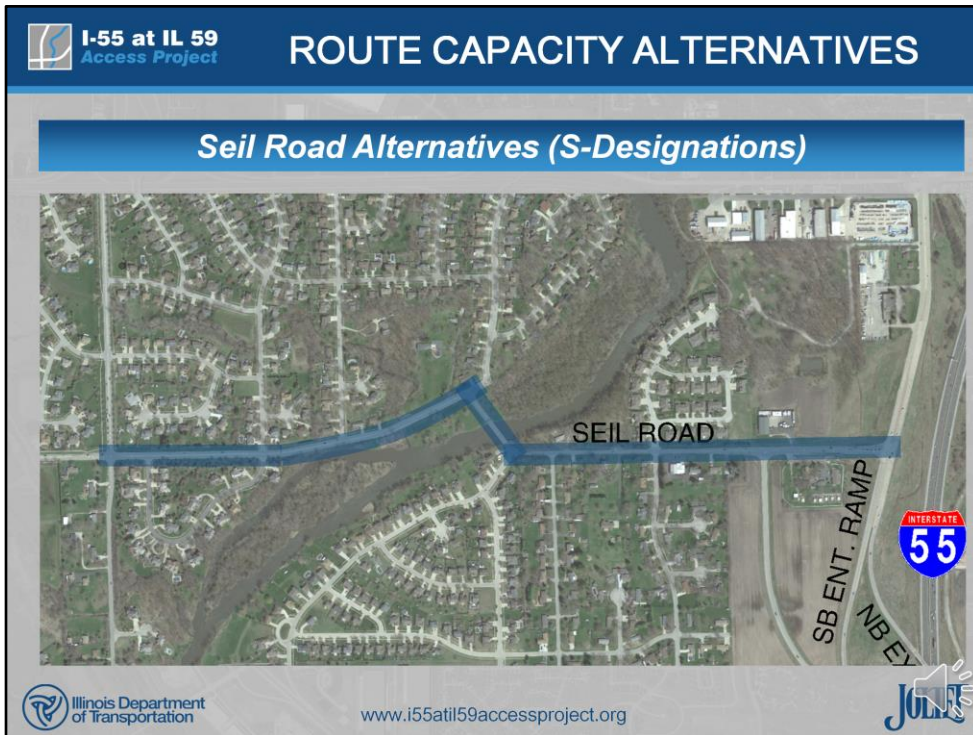 I-55 at IL 59
Access Project
ROUTE CAPACITY ALTERNATIVES
Seil Road Alternatives (S-Designations)
SEIL ROAD
SB ENT. RAMP
INTERSTATE
55
NB EX
Illinois Department
of Transportation
www.i55atil59accessproject.org
JOLIET